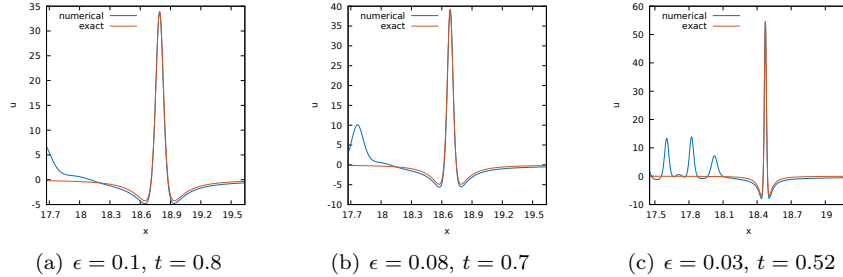 35
30
25
20
15
10
5
0
-5
17.7 18 18.3 18.6 18.9 19.2 19.5
u
x
numerical
exact
(a) ϵ = 0.1, t = 0.8
40
35
30
25
20
15
10
5
0
-5
-10
17.7 18 18.3 18.6 18.9 19.2 19.5
u
x
numerical
exact
(b) ϵ = 0.08, t = 0.7
60
50
40
30
20
10
0
-10
17.5 17.8 18.1 18.4 18.7 19
u
x
numerical
exact
(c) ϵ = 0.03, t = 0.52